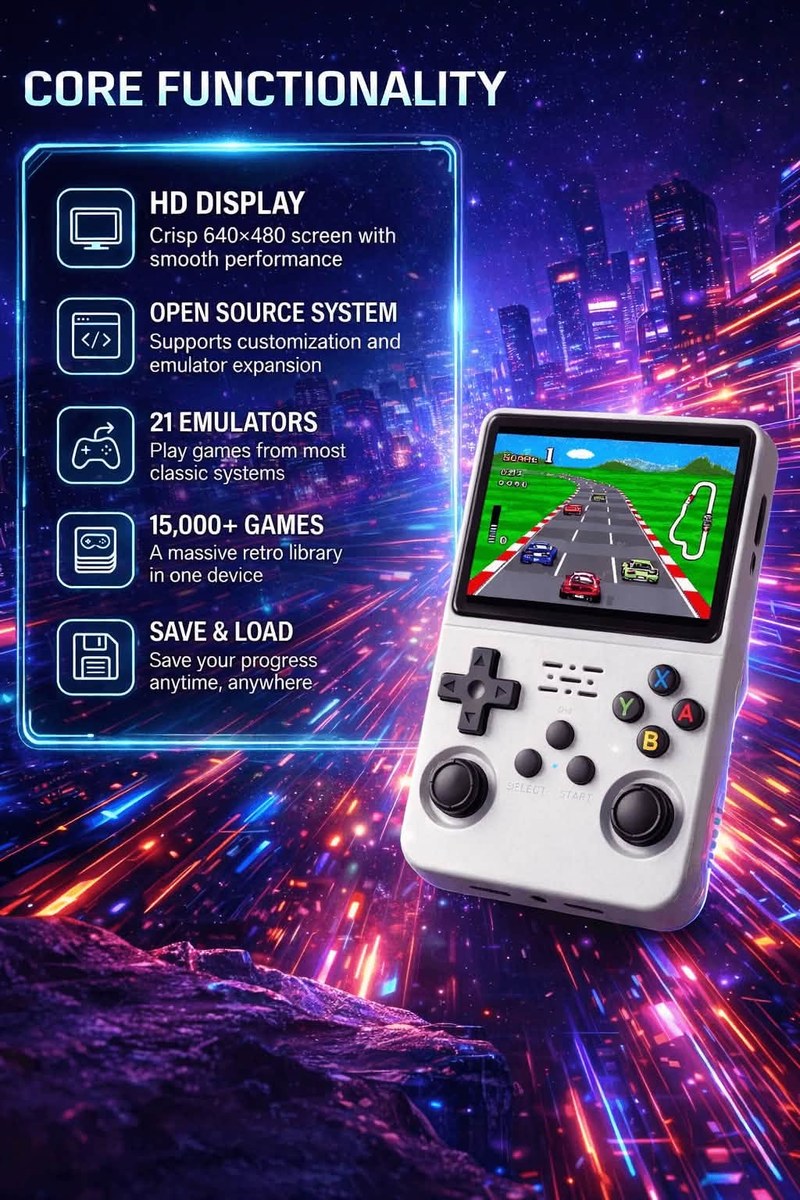 CORE FUNCTIONALITY
HD DISPLAY
Crisp 640×480 screen with
smooth performance
OPEN SOURCE SYSTEM
Supports customization and
emulator expansion
21 EMULATORS
Play games from most
classic systems
15,000+ GAMES
A massive retro library
in one device
SAVE & LOAD
Save your progress
anytime, anywhere
1
0
X
Y
A
B
SELECT
START